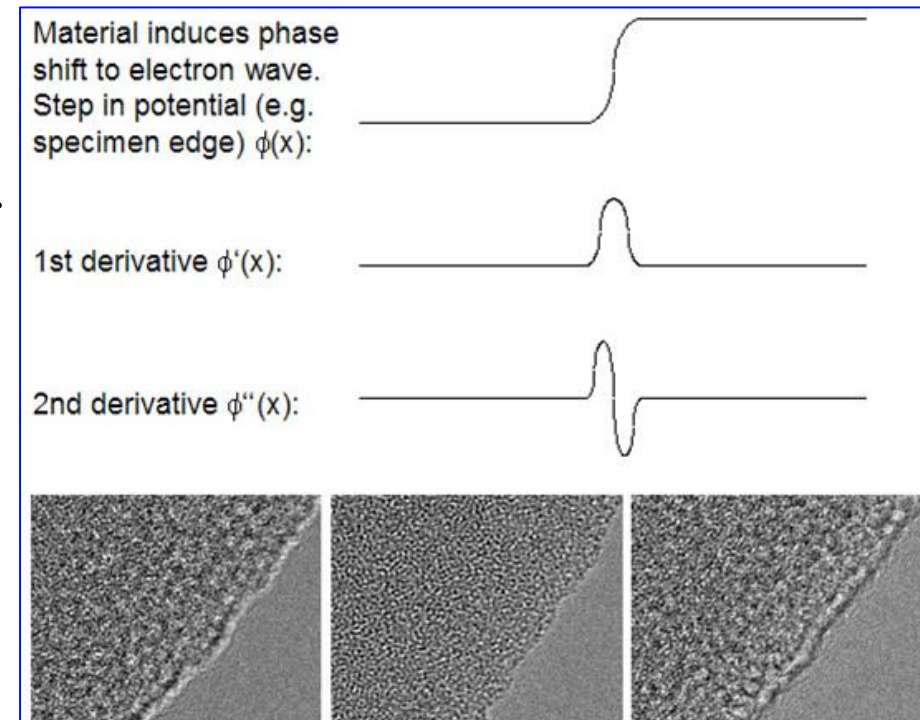 Material induces phase
shift to electron wave.
Step in potential (e.g.
specimen edge) ϕ(x):
1st derivative ϕ‘(x):
2nd derivative ϕ“(x):